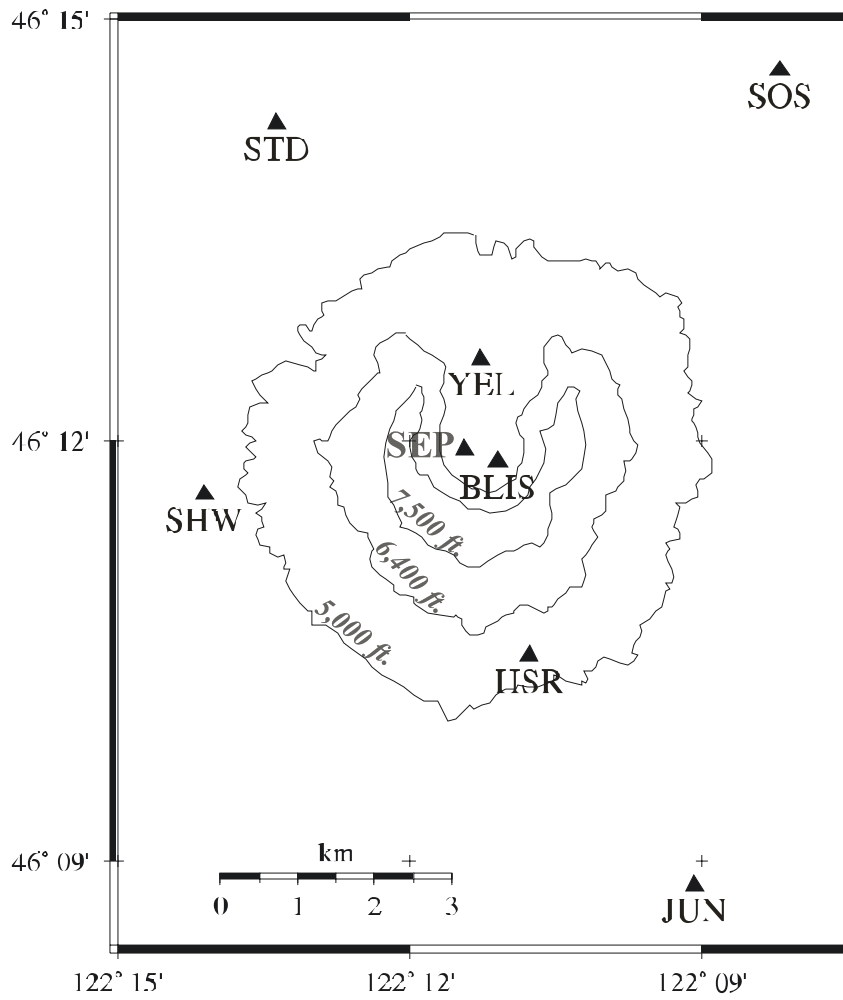 46° 15'
SOS
STD
YEL
46° 12'
SEP
BLIS
SHW
7,500 ft.
6,400 ft.
5,000 ft.
HSR
46° 09'
km
0 1 2 3
JUN
122° 15' 122° 12' 122° 09'